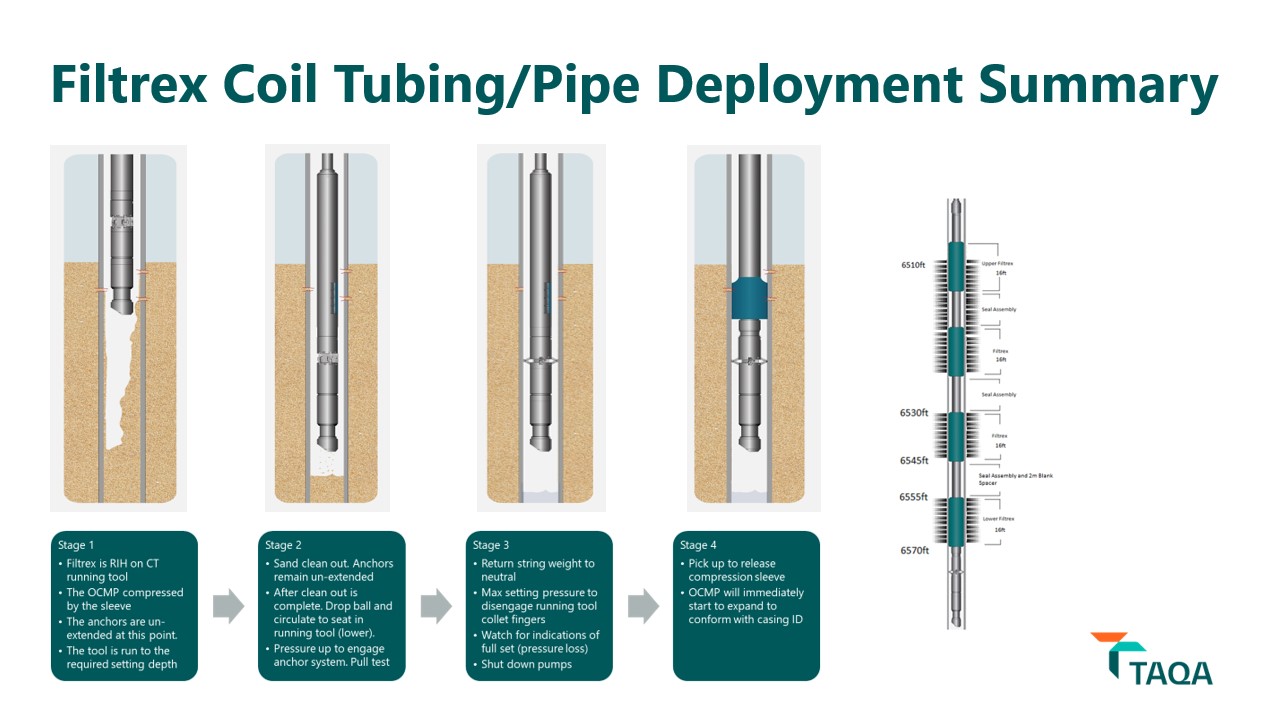 Filtrex Coil Tubing/Pipe Deployment Summary
Stage 1
• Filtrex is RIH on CT
running tool
• The OCMP compressed
by the sleeve
• The anchors are un-
extended at this point.
• The tool is run to the
required setting depth
Stage 2
• Sand clean out. Anchors
remain un-extended
• After clean out is
complete. Drop ball and
circulate to seat in
running tool (lower).
• Pressure up to engage
anchor system. Pull test
Stage 3
• Return string weight to
neutral
• Max setting pressure to
disengage running tool
collet fingers
• Watch for indications of
full set (pressure loss)
• Shut down pumps
Stage 4
• Pick up to release
compression sleeve
• OCMP will immediately
start to expand to
conform with casing ID
6510ft
Upper Filtrex
16ft
Seal Assembly
Filtrex
16ft
Seal Assembly
6530ft
Filtrex
16ft
6545ft
Seal Assembly and 2m Blank
Spacer
6555ft
Lower Filtrex
16ft
6570ft
TAQA